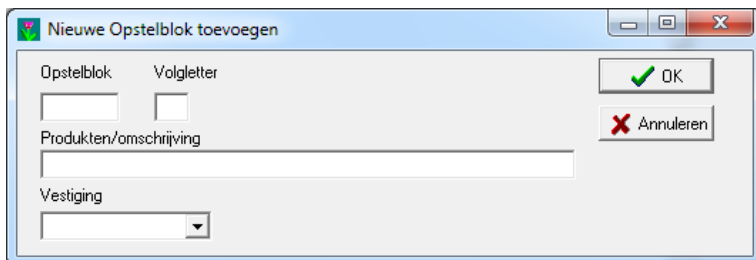 Nieuwe Opstelblok toevoegen
Opstelblok Volgletter
OK
Annuleren
Produkten/omschrijving
Vestiging